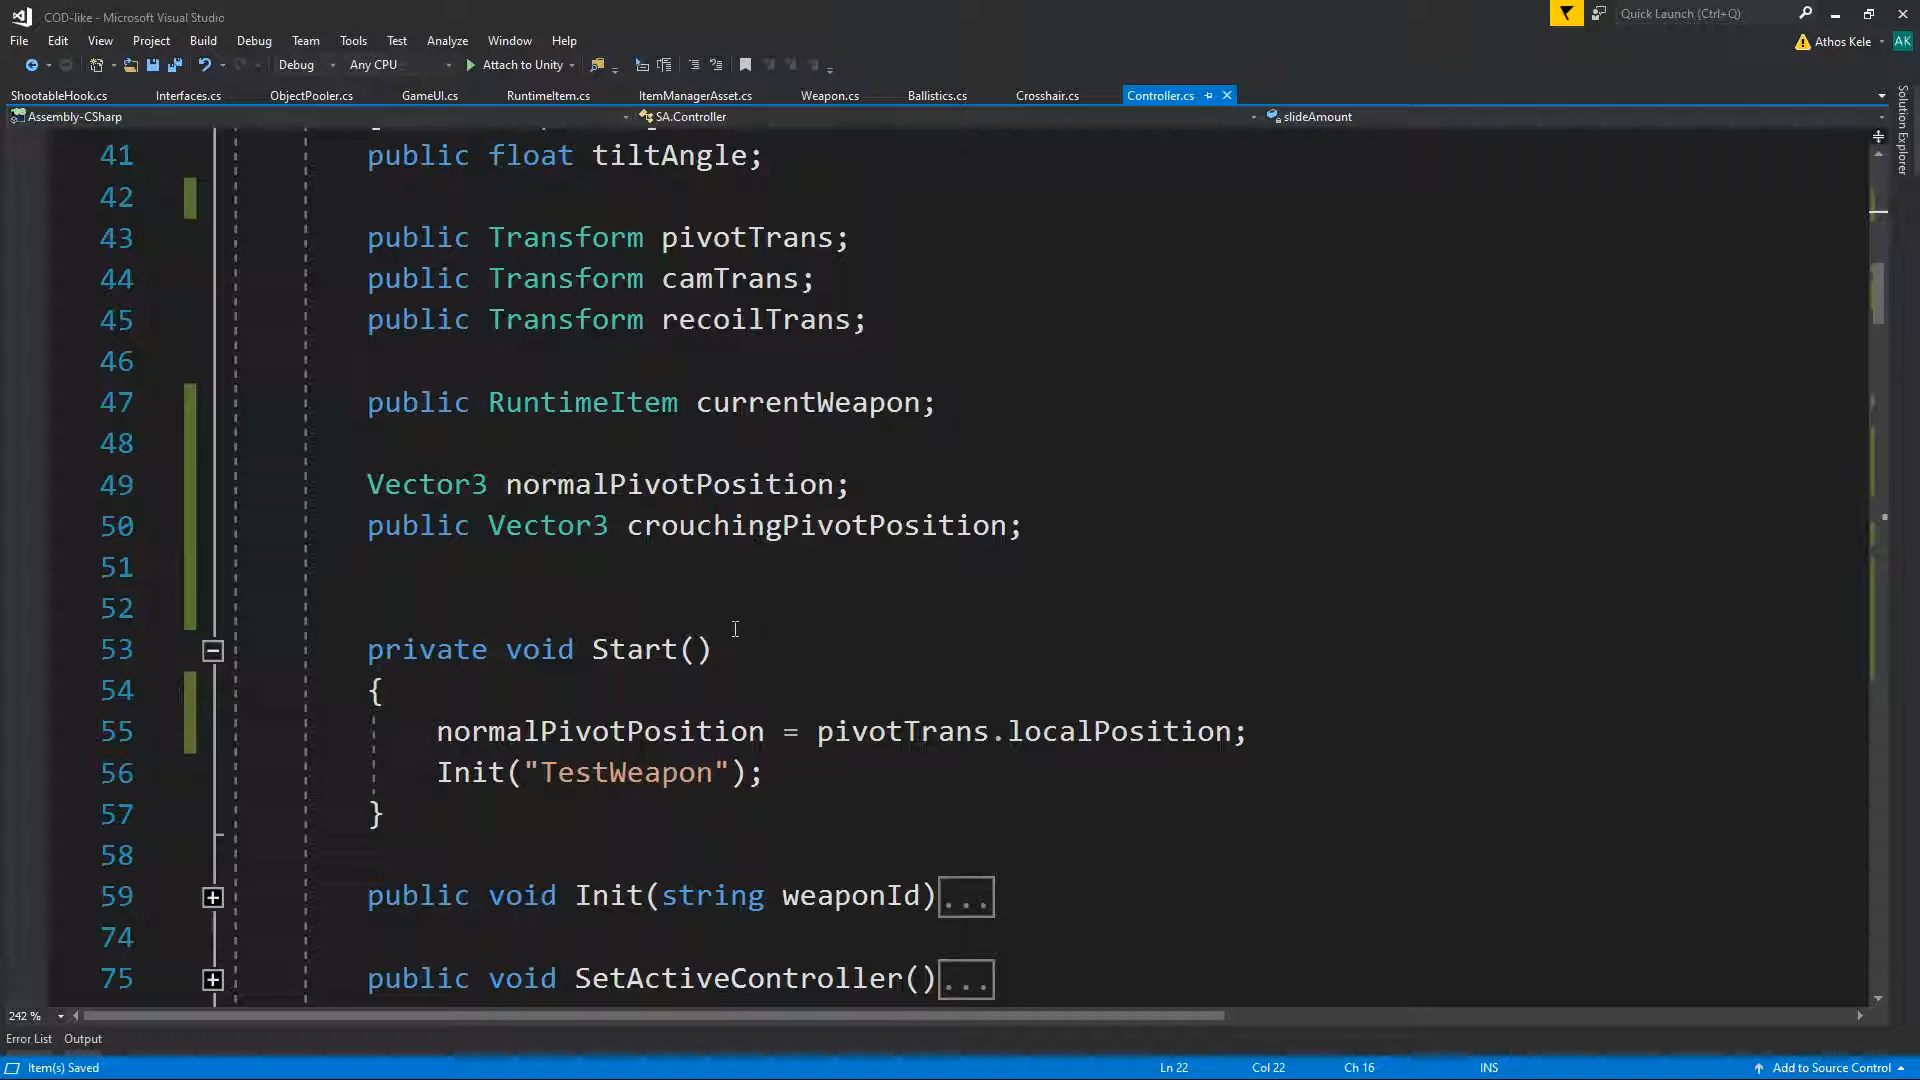 COD-like - Microsoft Visual Studio
Quick Launch (Ctrl+Q)
File Edit View Project Build Debug Team Tools Test Analyze Window Help
Athos Kele AK
Debug Any CPU Attach to Unity
ShootableHook.cs Interfaces.cs ObjectPooler.cs GameUI.cs RuntimeItem.cs ItemManagerAsset.cs Weapon.cs Ballistics.cs Crosshair.cs Controller.cs
Assembly-CSharp SA.Controller slideAmount
Solution Explorer
41 public float tiltAngle;
42
43 public Transform pivotTrans;
44 public Transform camTrans;
45 public Transform recoilTrans;
46
47 public RuntimeItem currentWeapon;
48
49 Vector3 normalPivotPosition;
50 public Vector3 crouchingPivotPosition;
51
52
53 private void Start()
54 {
55 normalPivotPosition = pivotTrans.localPosition;
56 Init("TestWeapon");
57 }
58
59 public void Init(string weaponId)...
74
75 public void SetActiveController()...
242 %
Error List Output
Item(s) Saved Ln 22 Col 22 Ch 16 INS Add to Source Control